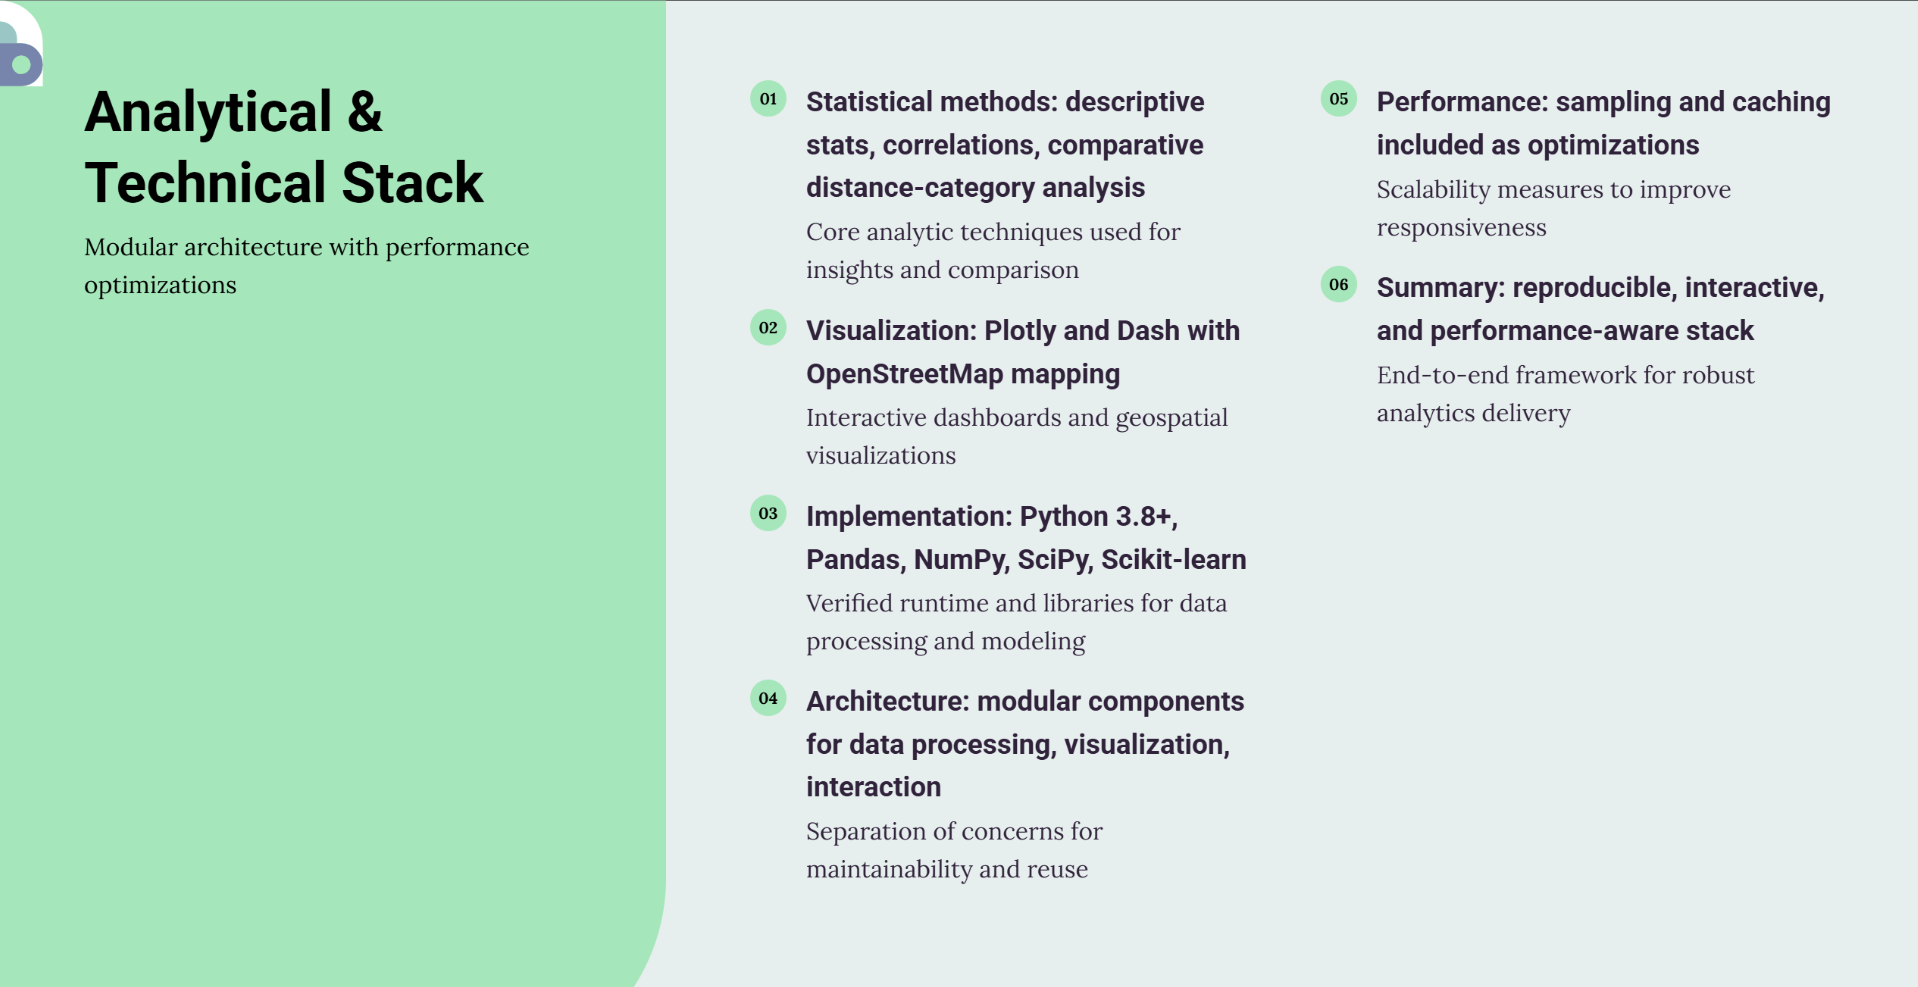 Analytical &
Technical Stack
Modular architecture with performance
optimizations
01
Statistical methods: descriptive
stats, correlations, comparative
distance-category analysis
Core analytic techniques used for
insights and comparison
02
Visualization: Plotly and Dash with
OpenStreetMap mapping
Interactive dashboards and geospatial
visualizations
03
Implementation: Python 3.8+,
Pandas, NumPy, SciPy, Scikit-learn
Verified runtime and libraries for data
processing and modeling
04
Architecture: modular components
for data processing, visualization,
interaction
Separation of concerns for
maintainability and reuse
05
Performance: sampling and caching
included as optimizations
Scalability measures to improve
responsiveness
06
Summary: reproducible, interactive,
and performance-aware stack
End-to-end framework for robust
analytics delivery